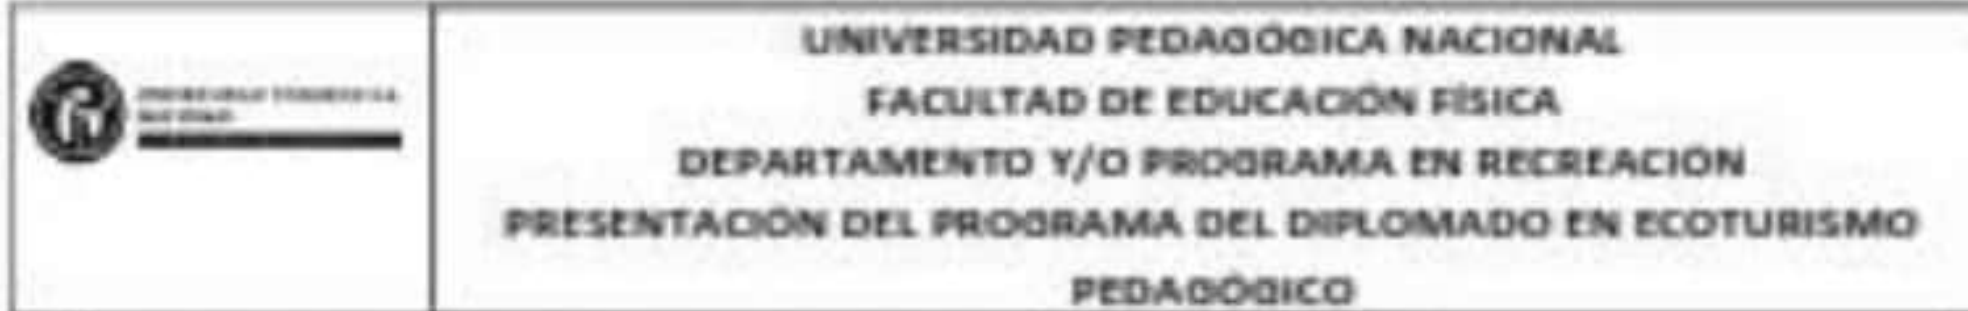 UNIVERSIDAD PEDAGÓGICA NACIONAL
FACULTAD DE EDUCACIÓN FÍSICA
DEPARTAMENTO Y/O PROGRAMA EN RECREACIÓN
PRESENTACIÓN DEL PROGRAMA DEL DIPLOMADO EN ECOTURISMO
PEDAGÓGICO